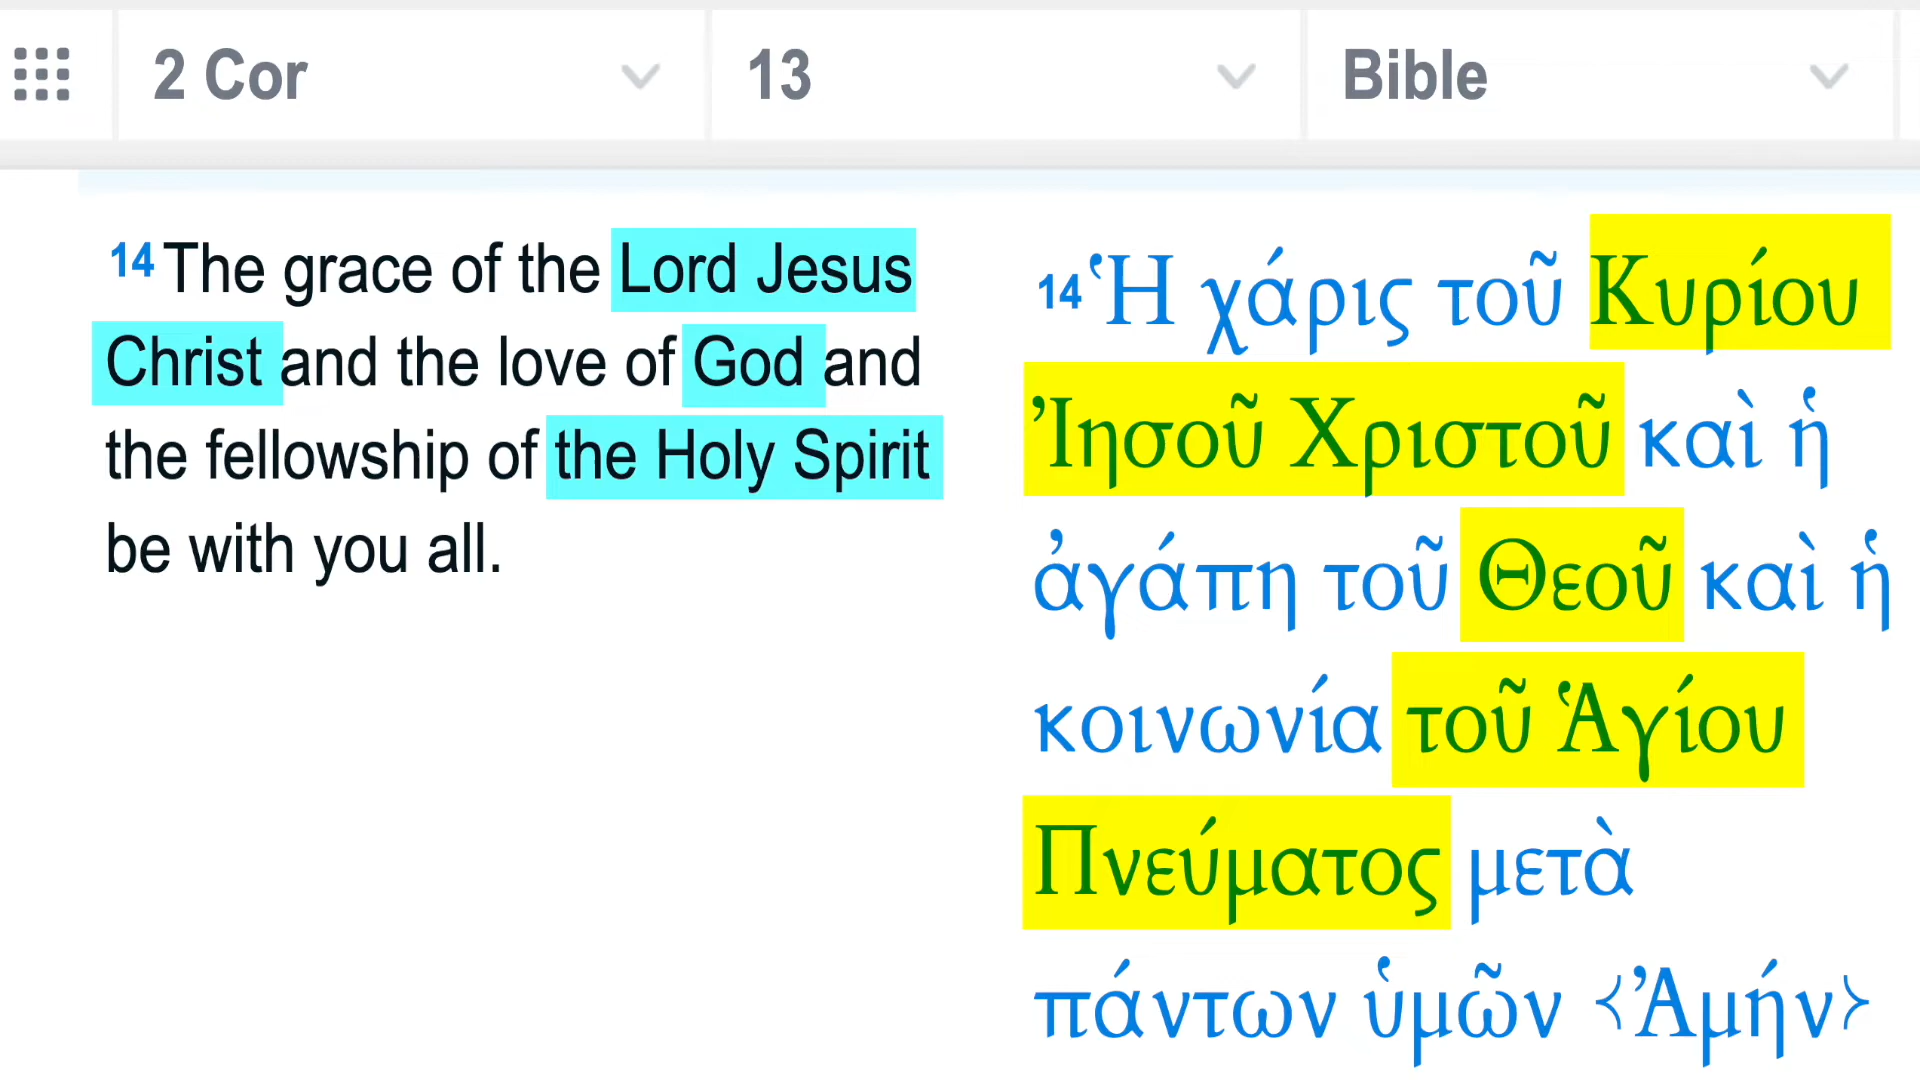 2 Cor 13 Bible
14 The grace of the Lord Jesus
Christ and the love of God and
the fellowship of the Holy Spirit
be with you all.
14 Ἡ χάρις τοῦ Κυρίου
Ἰησοῦ Χριστοῦ καὶ ἡ
ἀγάπη τοῦ Θεοῦ καὶ ἡ
κοινωνία τοῦ Ἁγίου
Πνεύματος μετὰ
πάντων ὑμῶν ⧼Ἀμήν⧽